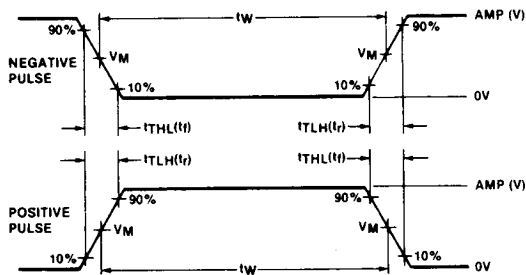 tW
AMP (V)
90%
90%
NEGATIVE
PULSE
VM
VM
10%
10%
0V
tTHL(tf)
tTLH(tr)
tTLH(tr)
tTHL(tf)
AMP (V)
90%
90%
POSITIVE
PULSE
VM
VM
10%
10%
tW
0V